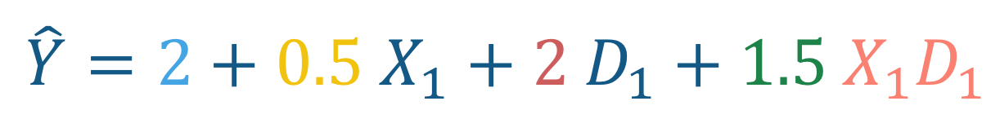 Ŷ = 2 + 0.5 X₁ + 2 D₁ + 1.5 X₁D₁